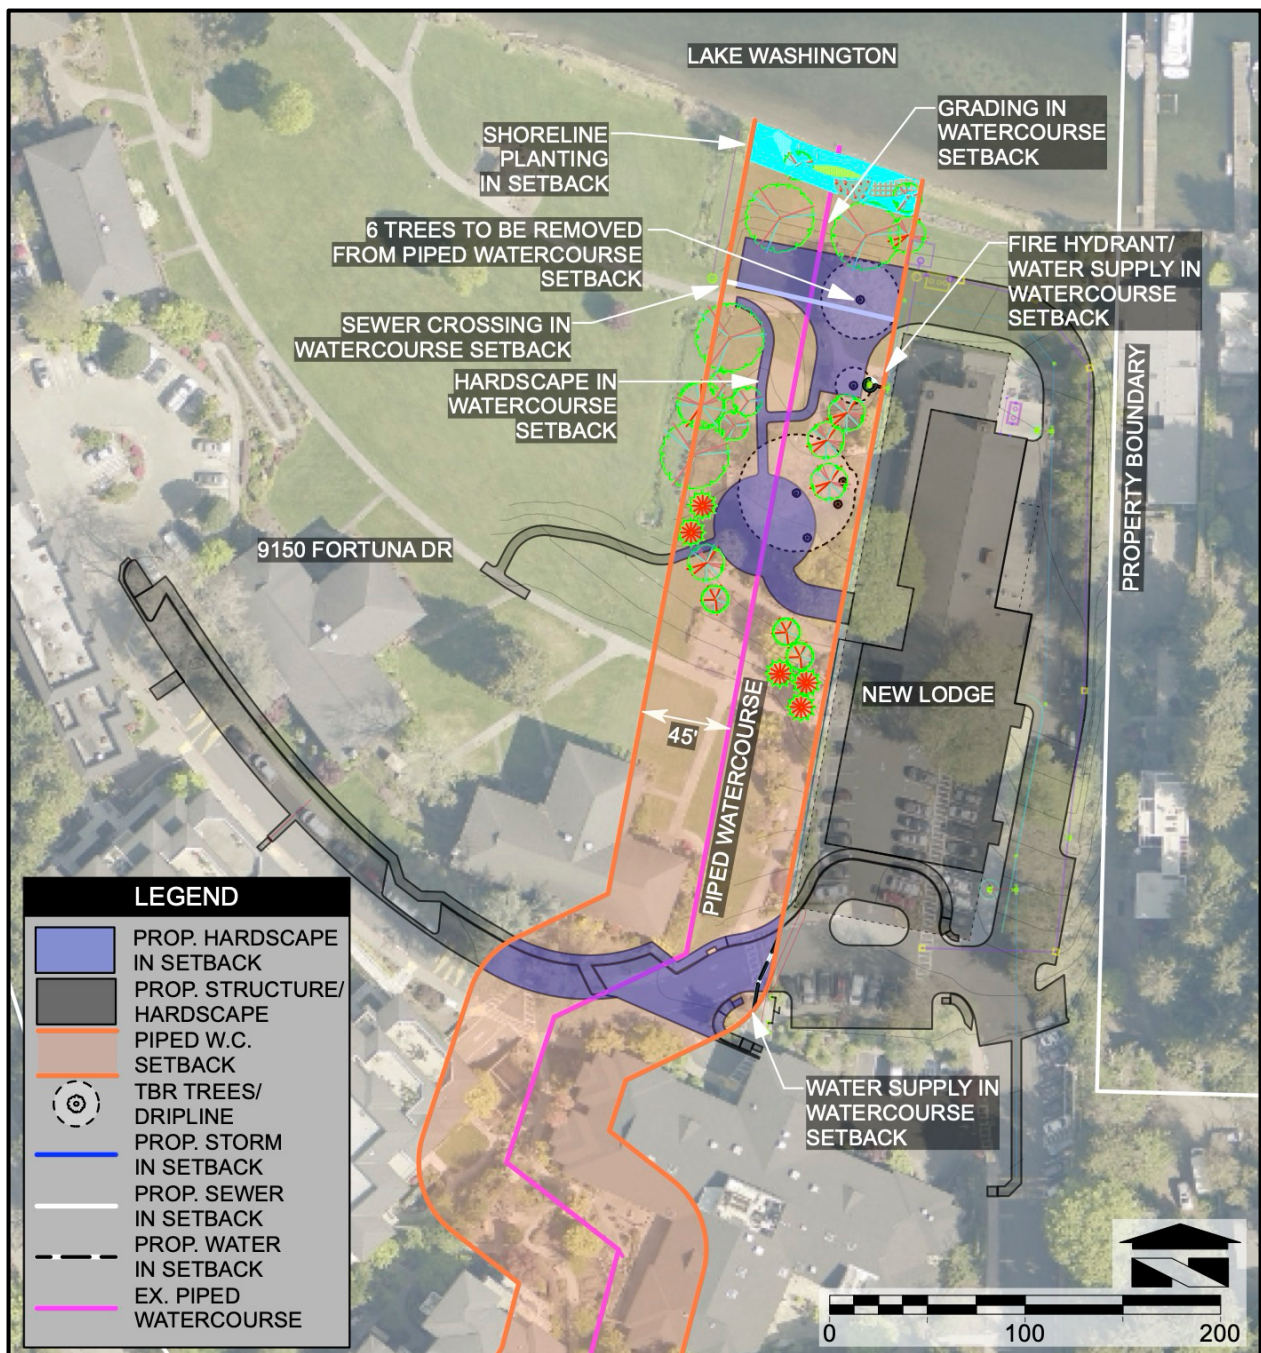 LAKE WASHINGTON
GRADING IN
WATERCOURSE
SETBACK
SHORELINE
PLANTING
IN SETBACK
6 TREES TO BE REMOVED
FROM PIPED WATERCOURSE
SETBACK
FIRE HYDRANT/
WATER SUPPLY IN
WATERCOURSE
SETBACK
SEWER CROSSING IN
WATERCOURSE SETBACK
HARDSCAPE IN
WATERCOURSE
SETBACK
PROPERTY BOUNDARY
9150 FORTUNA DR
NEW LODGE
45'
PIPED WATERCOURSE
WATER SUPPLY IN
WATERCOURSE
SETBACK
LEGEND
PROP. HARDSCAPE
IN SETBACK
PROP. STRUCTURE/
HARDSCAPE
PIPED W.C.
SETBACK
TBR TREES/
DRIPLINE
PROP. STORM
IN SETBACK
PROP. SEWER
IN SETBACK
PROP. WATER
IN SETBACK
EX. PIPED
WATERCOURSE
0 100 200